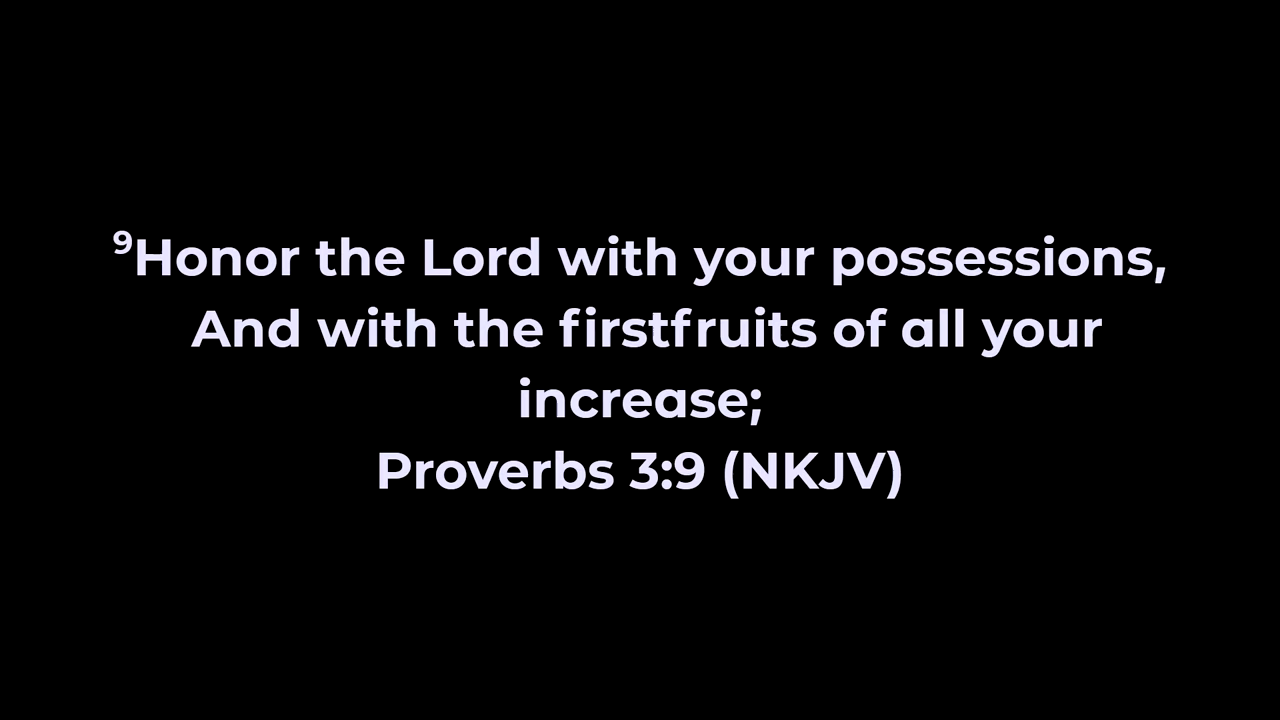 ⁹Honor the Lord with your possessions,
And with the firstfruits of all your
increase;
Proverbs 3:9 (NKJV)